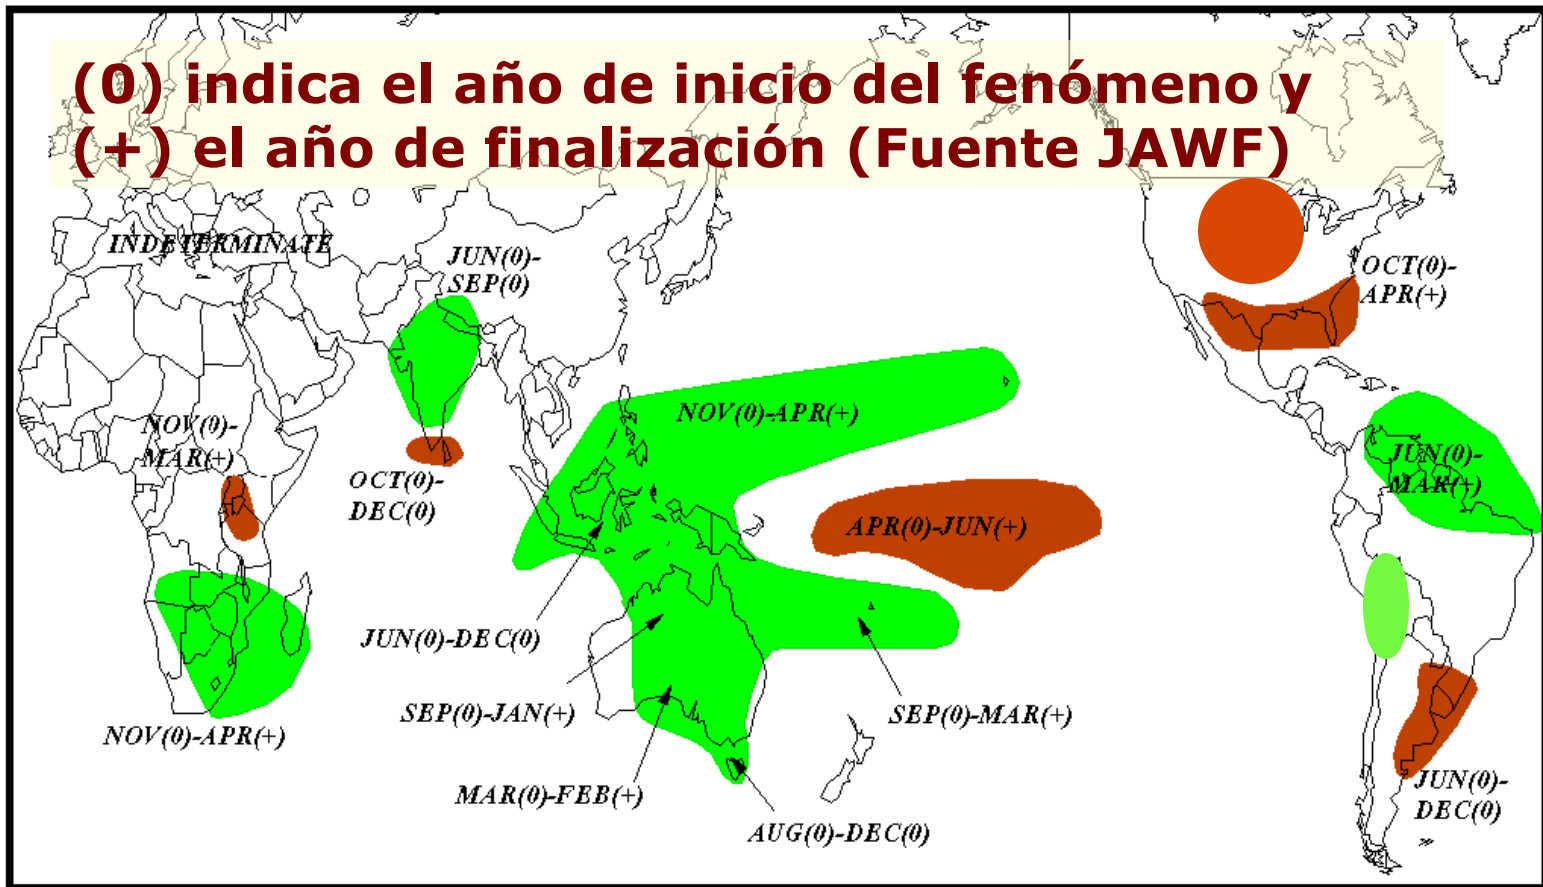 (0) indica el año de inicio del fenómeno y
(+) el año de finalización (Fuente JAWF)
INDETERMINATE
JUN(0)-
SEP(0)
OCT(0)-
APR(+)
NOV(0)-
MAR(+)
NOV(0)-APR(+)
JUN(0)-
MAR(+)
OCT(0)-
DEC(0)
APR(0)-JUN(+)
JUN(0)-DEC(0)
SEP(0)-JAN(+)
SEP(0)-MAR(+)
NOV(0)-APR(+)
MAR(0)-FEB(+)
JUN(0)-
DEC(0)
AUG(0)-DEC(0)